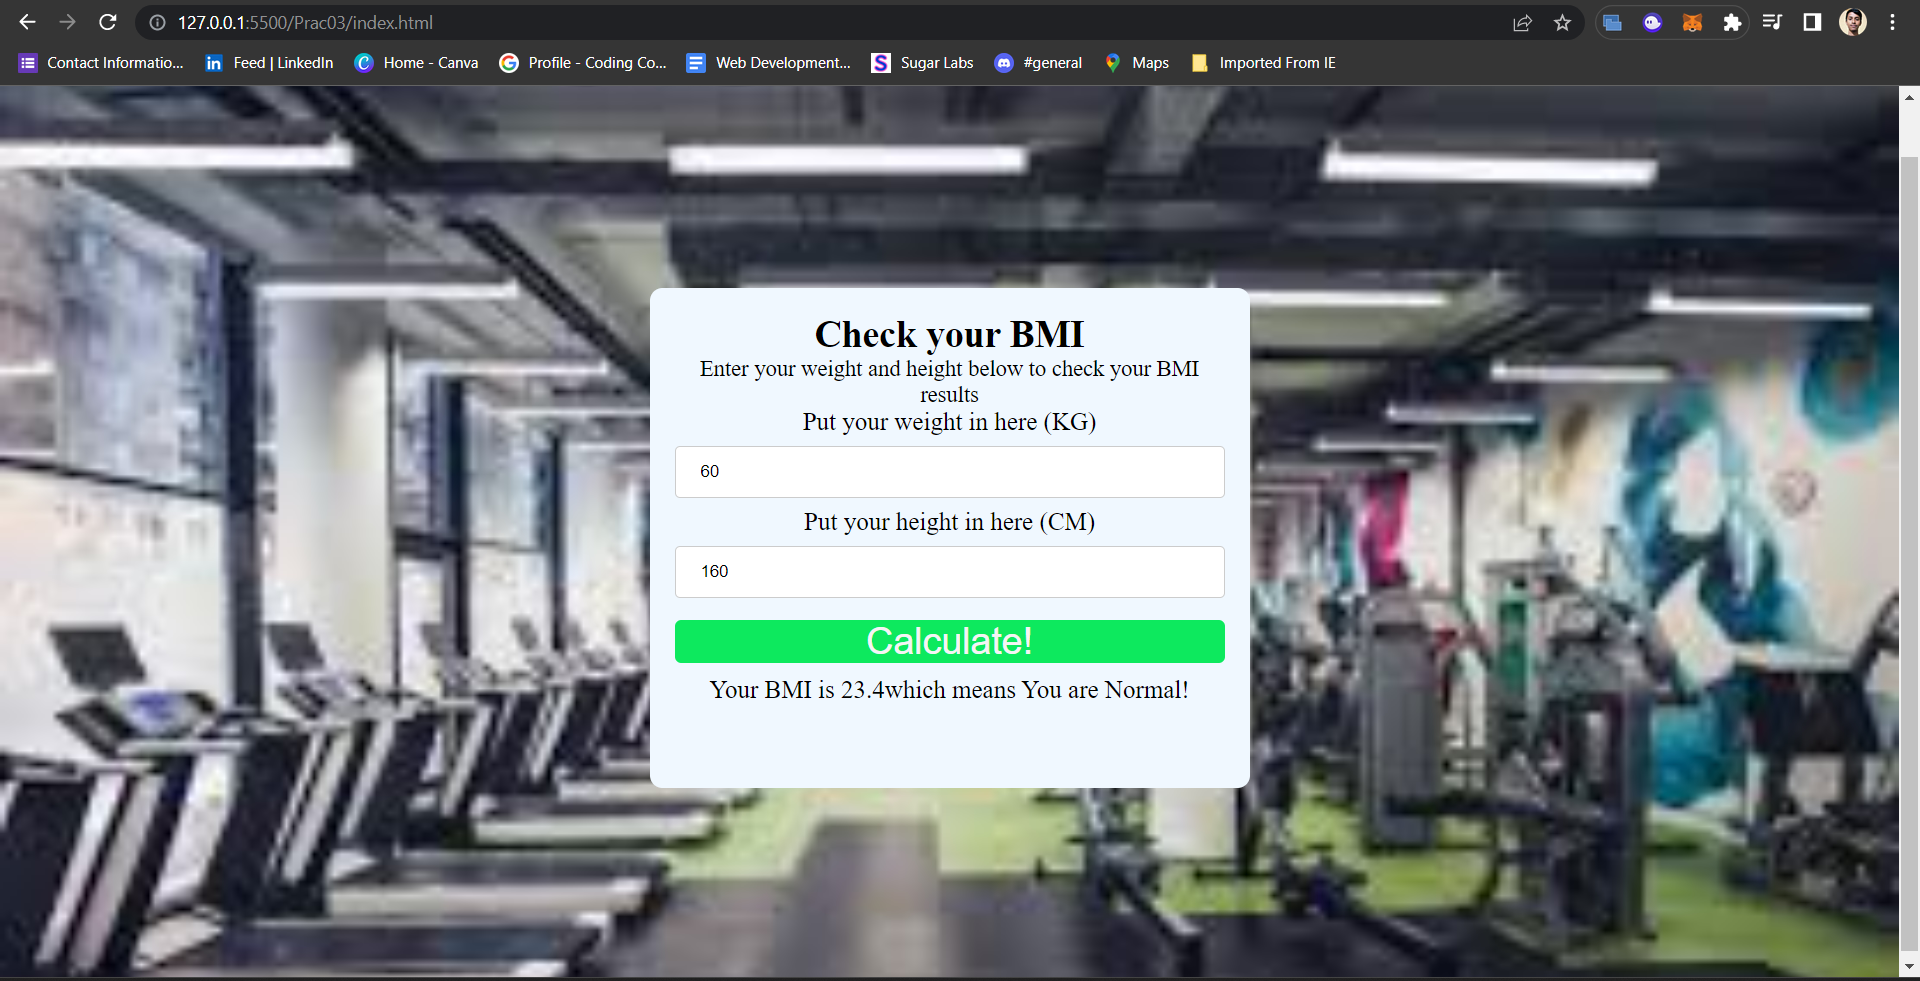 127.0.0.1:5500/Prac03/index.html
Contact Informatio... Feed | LinkedIn Home - Canva Profile - Coding Co... Web Development... Sugar Labs #general Maps Imported From IE
Check your BMI
Enter your weight and height below to check your BMI
results
Put your weight in here (KG)
60
Put your height in here (CM)
160
Calculate!
Your BMI is 23.4which means You are Normal!